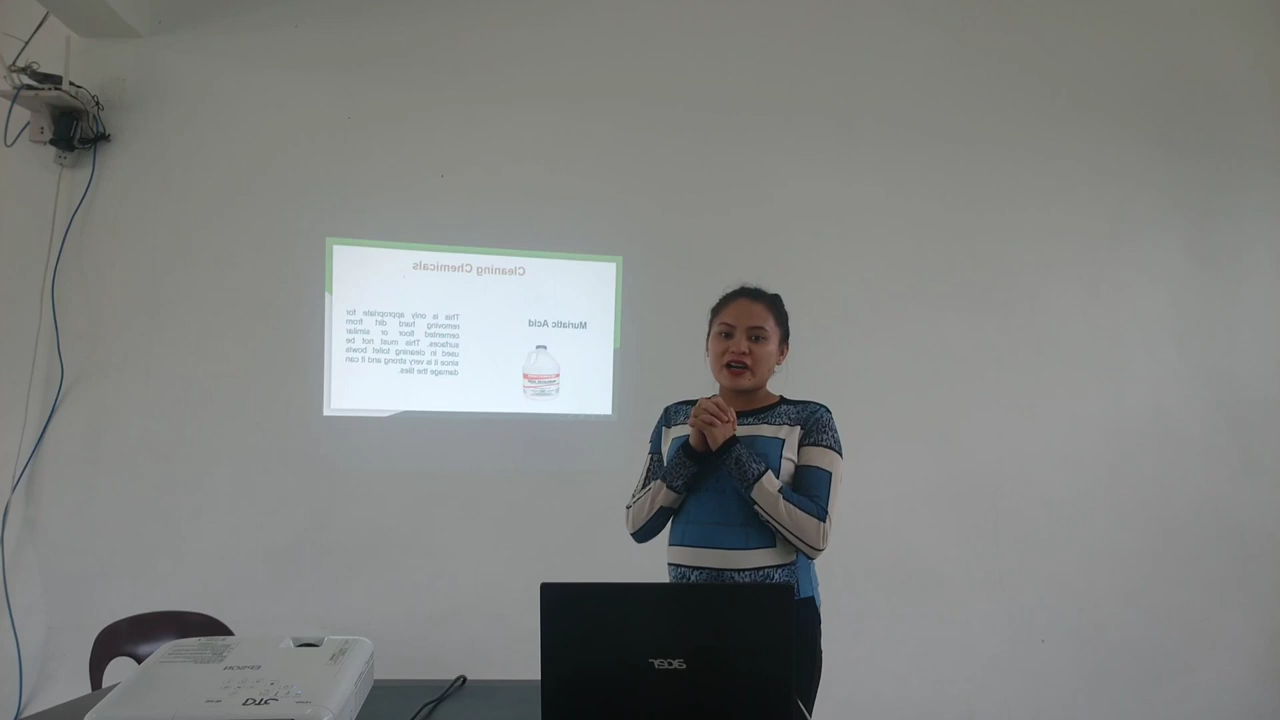 Cleaning Chemicals
Muriatic Acid
This is only appropriate for
removing hard dirt from
cemented floor or similar
surfaces. This must not be
used in cleaning toilet bowls
since it is very strong and it can
damage the tiles.
EPSON
DTC
acer